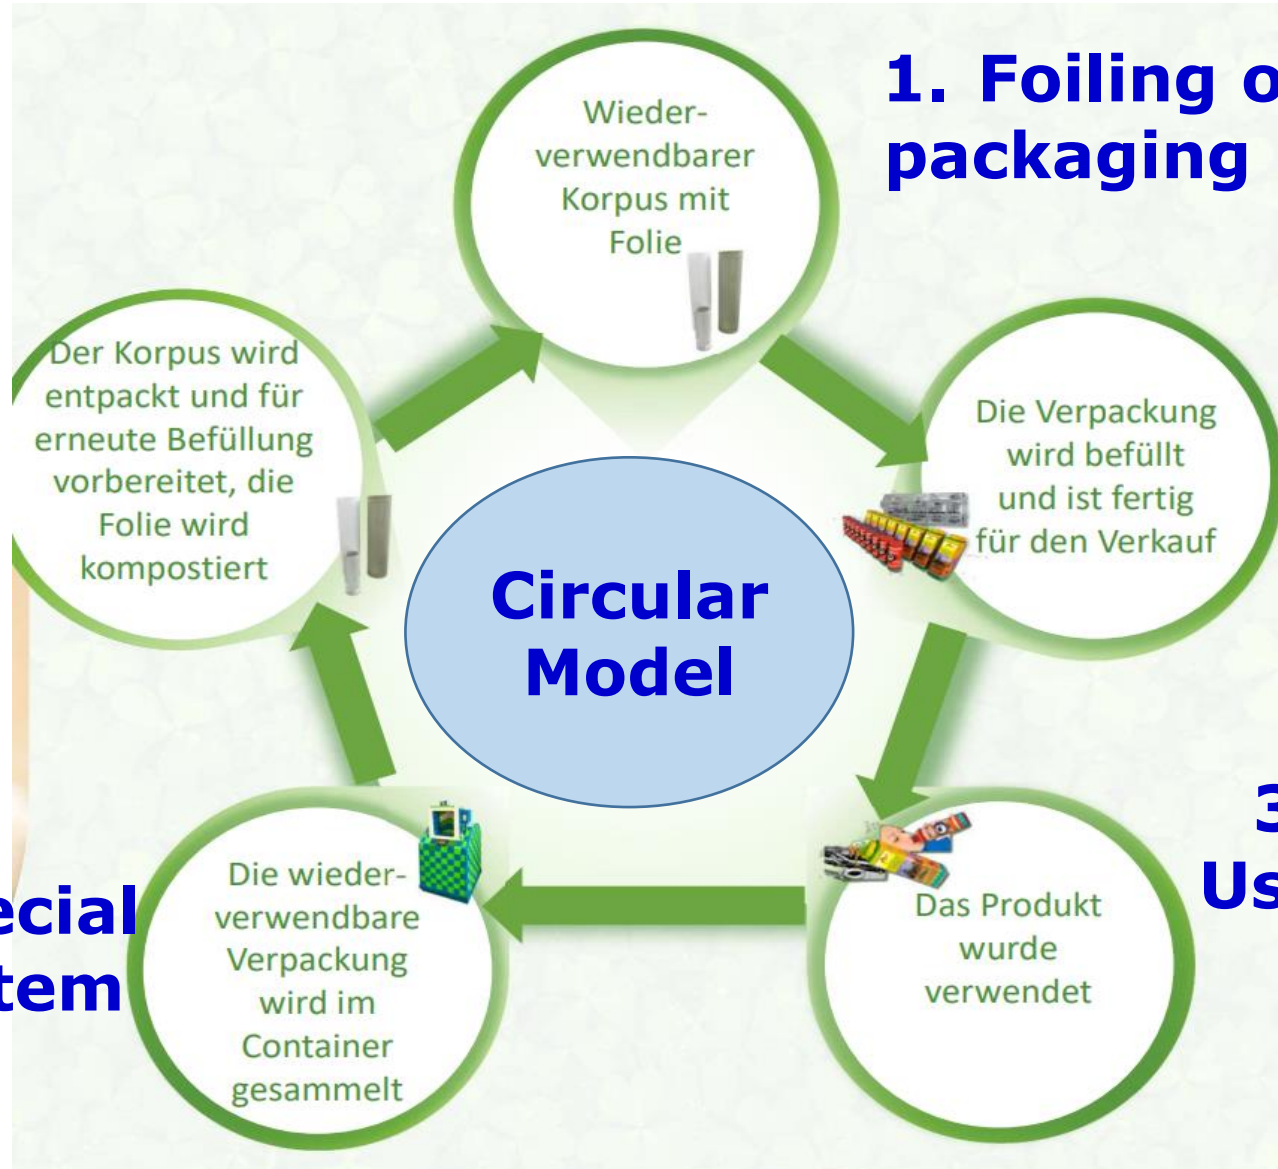 1. Foiling o
packaging
Wieder-
verwendbarer
Korpus mit
Folie
Die Verpackung
wird befüllt
und ist fertig
für den Verkauf
3
Us
Das Produkt
wurde
verwendet
Die wieder-
verwendbare
Verpackung
wird im
Container
gesammelt
ecial
tem
Der Korpus wird
entpackt und für
erneute Befüllung
vorbereitet, die
Folie wird
kompostiert
Circular
Model